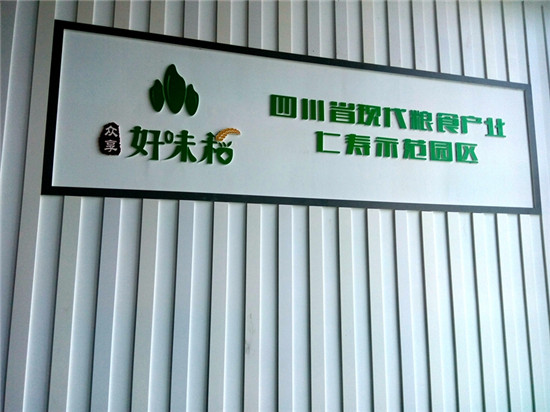 众享
好味稻
四川省现代粮食产业
仁寿示范园区